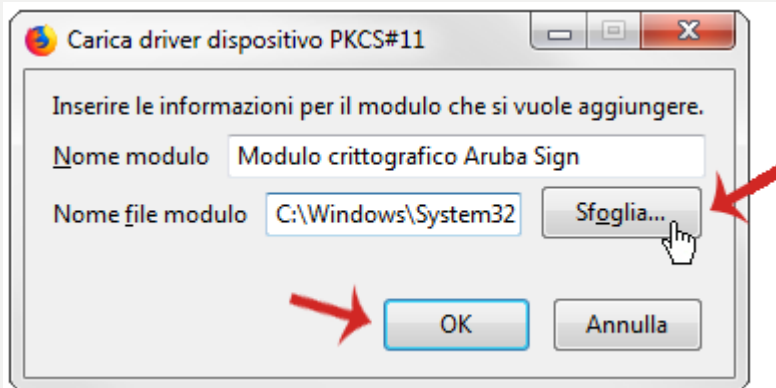 Carica driver dispositivo PKCS#11
Inserire le informazioni per il modulo che si vuole aggiungere.
Nome modulo Modulo crittografico Aruba Sign
Nome file modulo C:\Windows\System32 Sfoglia...
OK Annulla